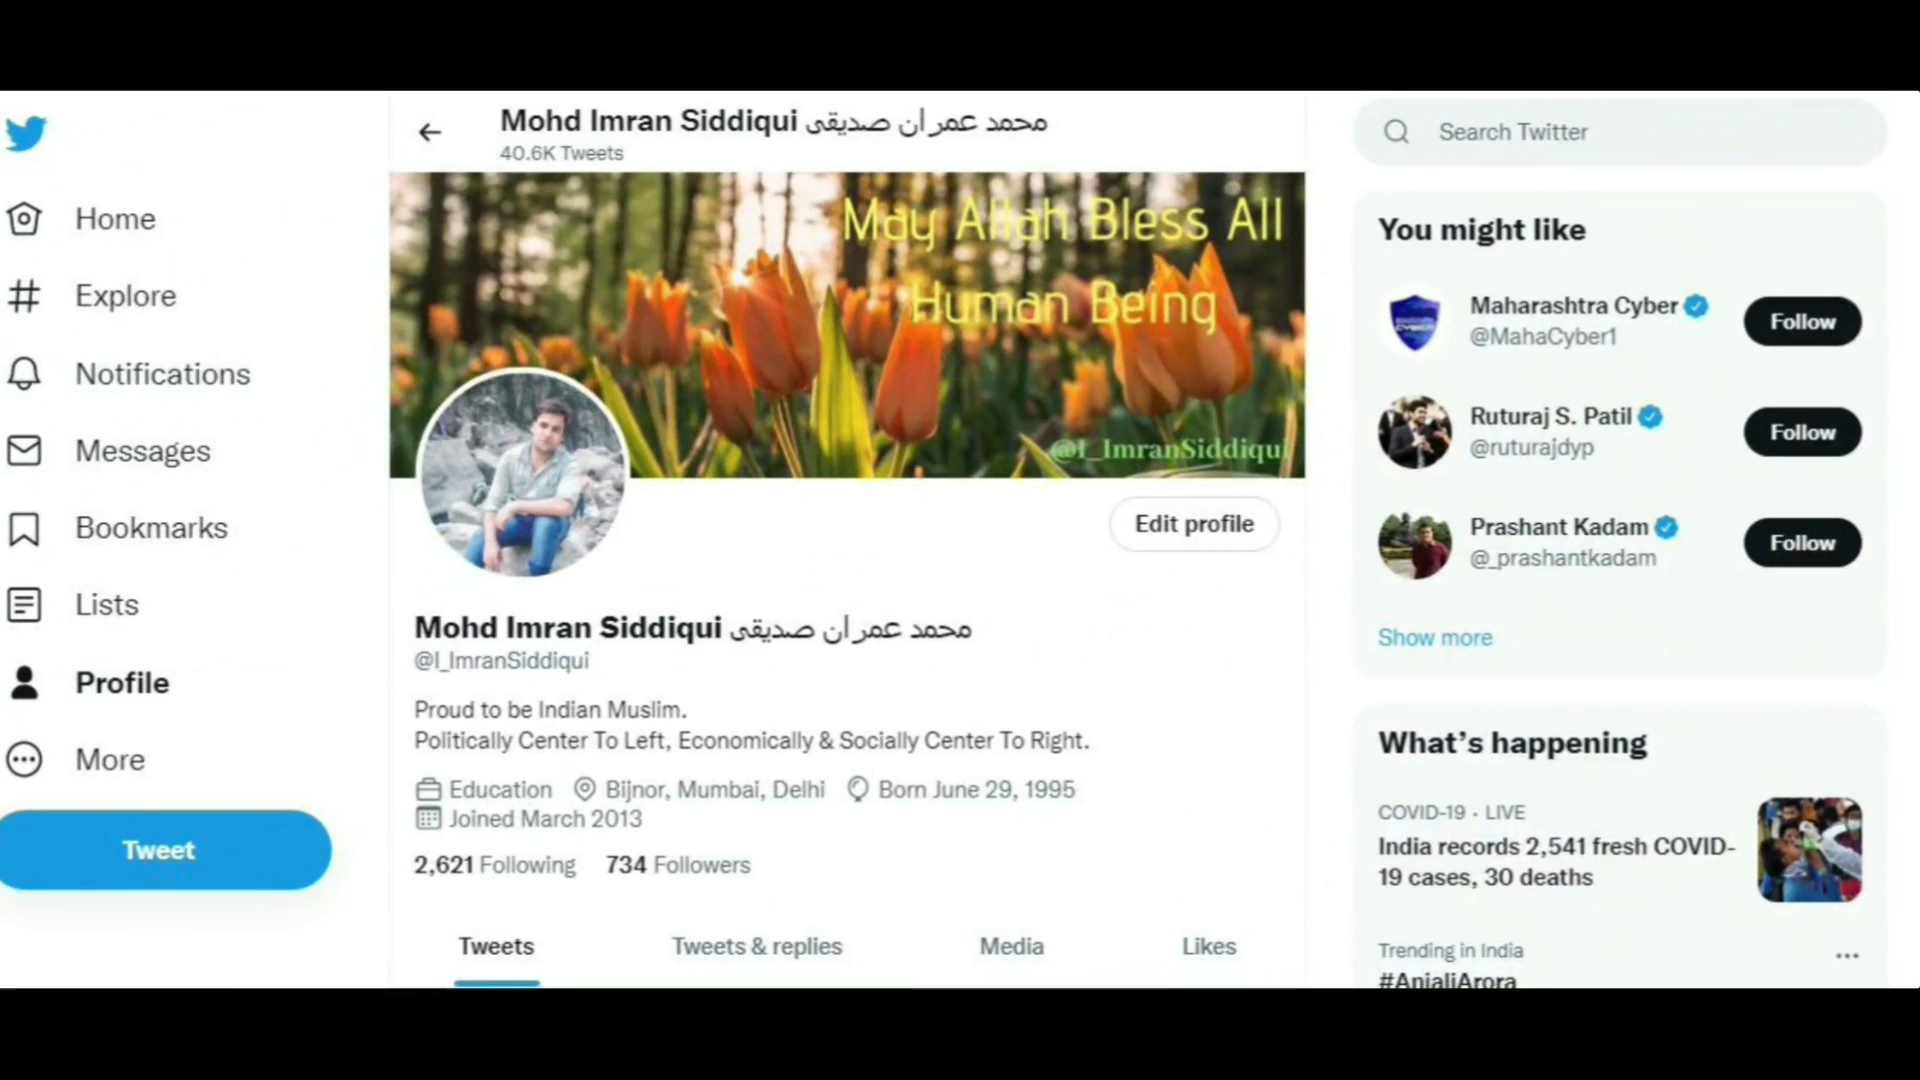 Mohd Imran Siddiqui محمد عمران صدیقی
40.6K Tweets
May Allah Bless All
Human Being
@I_ImranSiddiqui
Home
Explore
Notifications
Messages
Bookmarks
Lists
Profile
More
Tweet
Edit profile
Mohd Imran Siddiqui محمد عمران صدیقی
@I_ImranSiddiqui
Proud to be Indian Muslim.
Politically Center To Left, Economically & Socially Center To Right.
Education Bijnor, Mumbai, Delhi Born June 29, 1995
Joined March 2013
2,621 Following 734 Followers
Tweets Tweets & replies Media Likes
Search Twitter
You might like
Maharashtra Cyber
@MahaCyber1
Follow
Ruturaj S. Patil
@ruturajdyp
Follow
Prashant Kadam
@_prashantkadam
Follow
Show more
What's happening
COVID-19 · LIVE
India records 2,541 fresh COVID-
19 cases, 30 deaths
Trending in India
#AnjaliArora